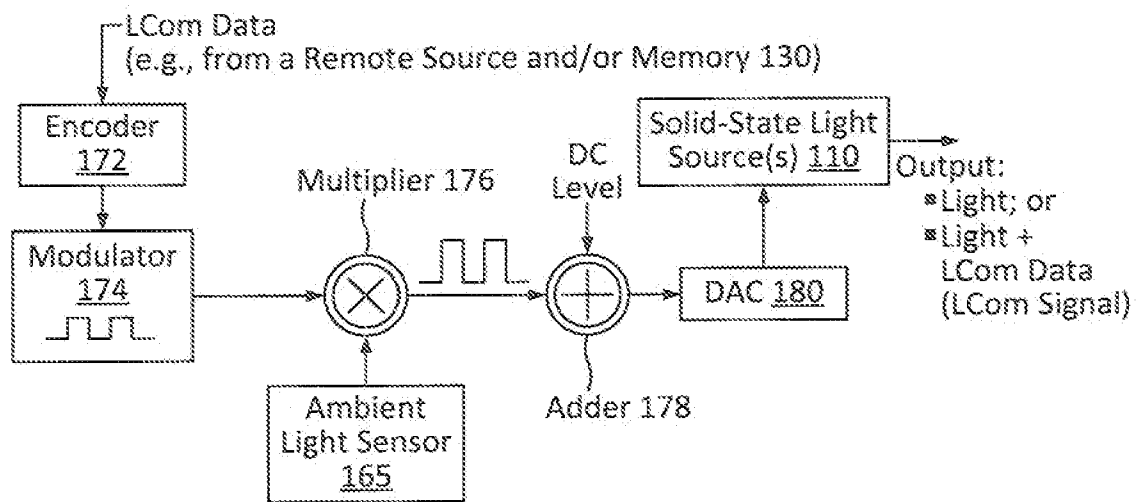 LCom Data
(e.g., from a Remote Source and/or Memory 130)
Encoder
172
Modulator
174
Multiplier 176
Ambient
Light Sensor
165
DC
Level
Adder 178
DAC 180
Solid-State Light
Source(s) 110
Output:
▪Light; or
▪Light +
LCom Data
(LCom Signal)